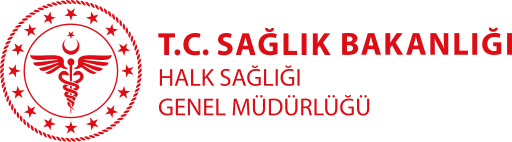 T.C. SAĞLIK BAKANLIĞI
HALK SAĞLIĞI
GENEL MÜDÜRLÜĞÜ